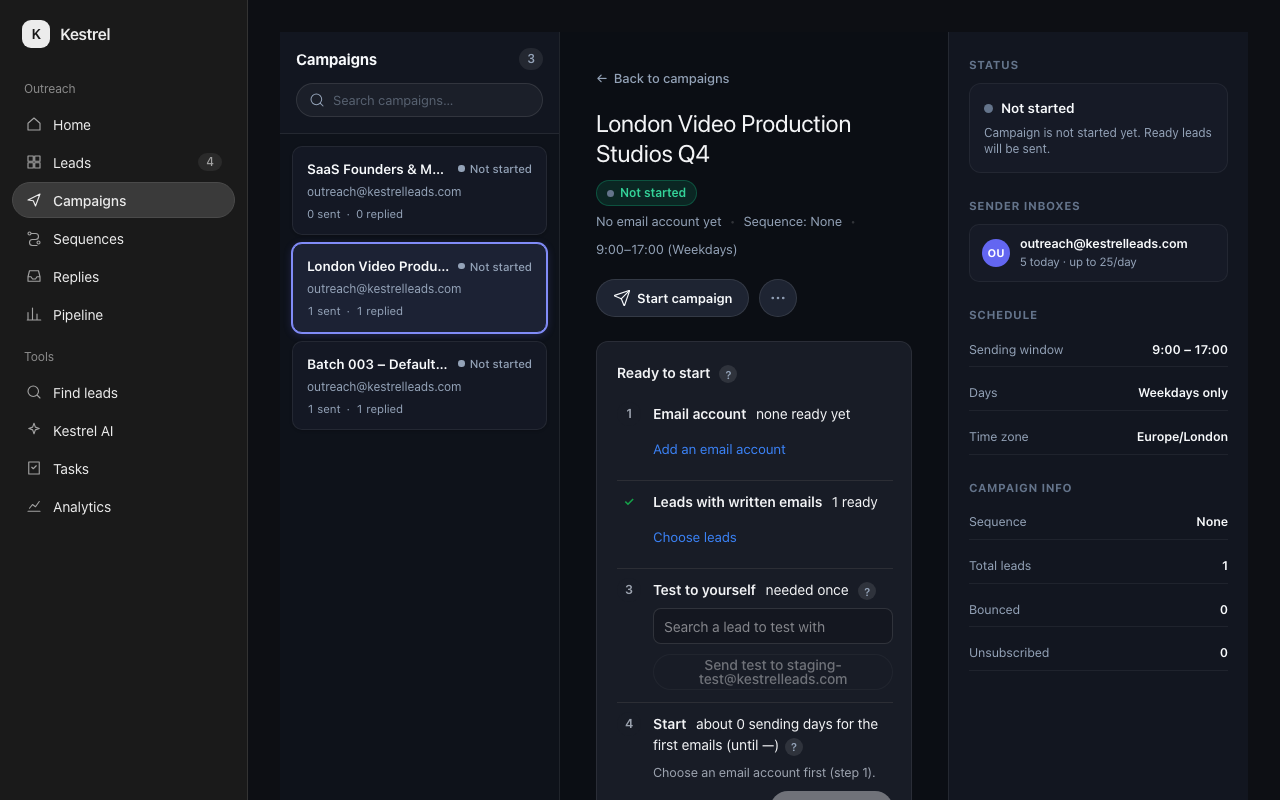 K Kestrel
Outreach
Home
Leads 4
Campaigns
Sequences
Replies
Pipeline
Tools
Find leads
Kestrel AI
Tasks
Analytics
Campaigns 3
Search campaigns...
SaaS Founders & M... Not started
outreach@kestrelleads.com
0 sent · 0 replied
London Video Produ... Not started
outreach@kestrelleads.com
1 sent · 1 replied
Batch 003 – Default... Not started
outreach@kestrelleads.com
1 sent · 1 replied
← Back to campaigns
London Video Production
Studios Q4
Not started
No email account yet · Sequence: None ·
9:00–17:00 (Weekdays)
Start campaign ···
Ready to start ?
1 Email account none ready yet
Add an email account
✓ Leads with written emails 1 ready
Choose leads
3 Test to yourself needed once ?
Search a lead to test with
Send test to staging-
test@kestrelleads.com
4 Start about 0 sending days for the
first emails (until —) ?
Choose an email account first (step 1).
STATUS
Not started
Campaign is not started yet. Ready leads
will be sent.
SENDER INBOXES
OU outreach@kestrelleads.com
5 today · up to 25/day
SCHEDULE
Sending window 9:00 – 17:00
Days Weekdays only
Time zone Europe/London
CAMPAIGN INFO
Sequence None
Total leads 1
Bounced 0
Unsubscribed 0